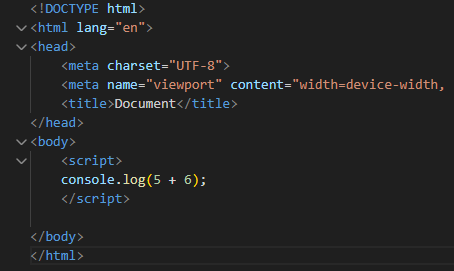 <!DOCTYPE html>
<html lang="en">
<head>
<meta charset="UTF-8">
<meta name="viewport" content="width=device-width,
<title>Document</title>
</head>
<body>
<script>
console.log(5 + 6);
</script>
</body>
</html>